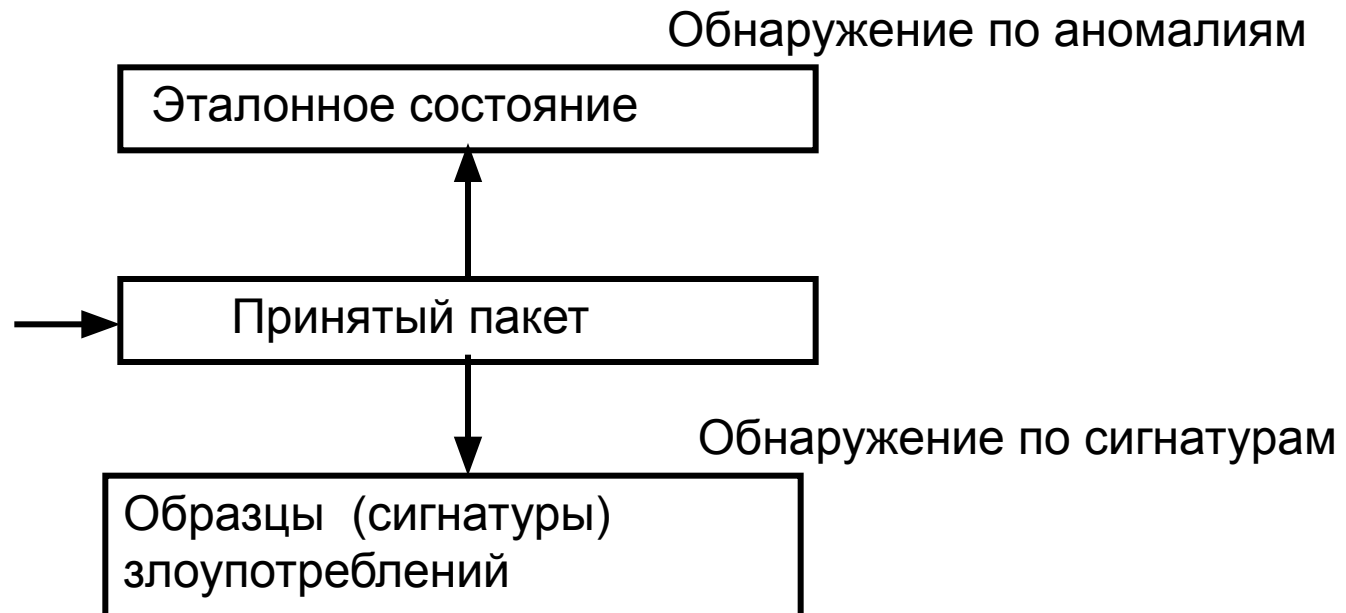 Обнаружение по аномалиям
Эталонное состояние
Принятый пакет
Обнаружение по сигнатурам
Образцы (сигнатуры)
злоупотреблений